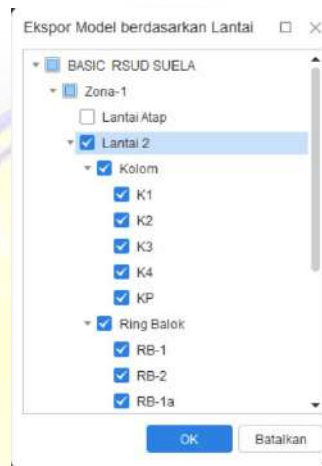 Ekspor Model berdasarkan Lantai
BASIC RSUD SUELA
Zona-1
Lantai Atap
Lantai 2
Kolom
K1
K2
K3
K4
KP
Ring Balok
RB-1
RB-2
RB-1a
OK Batalkan